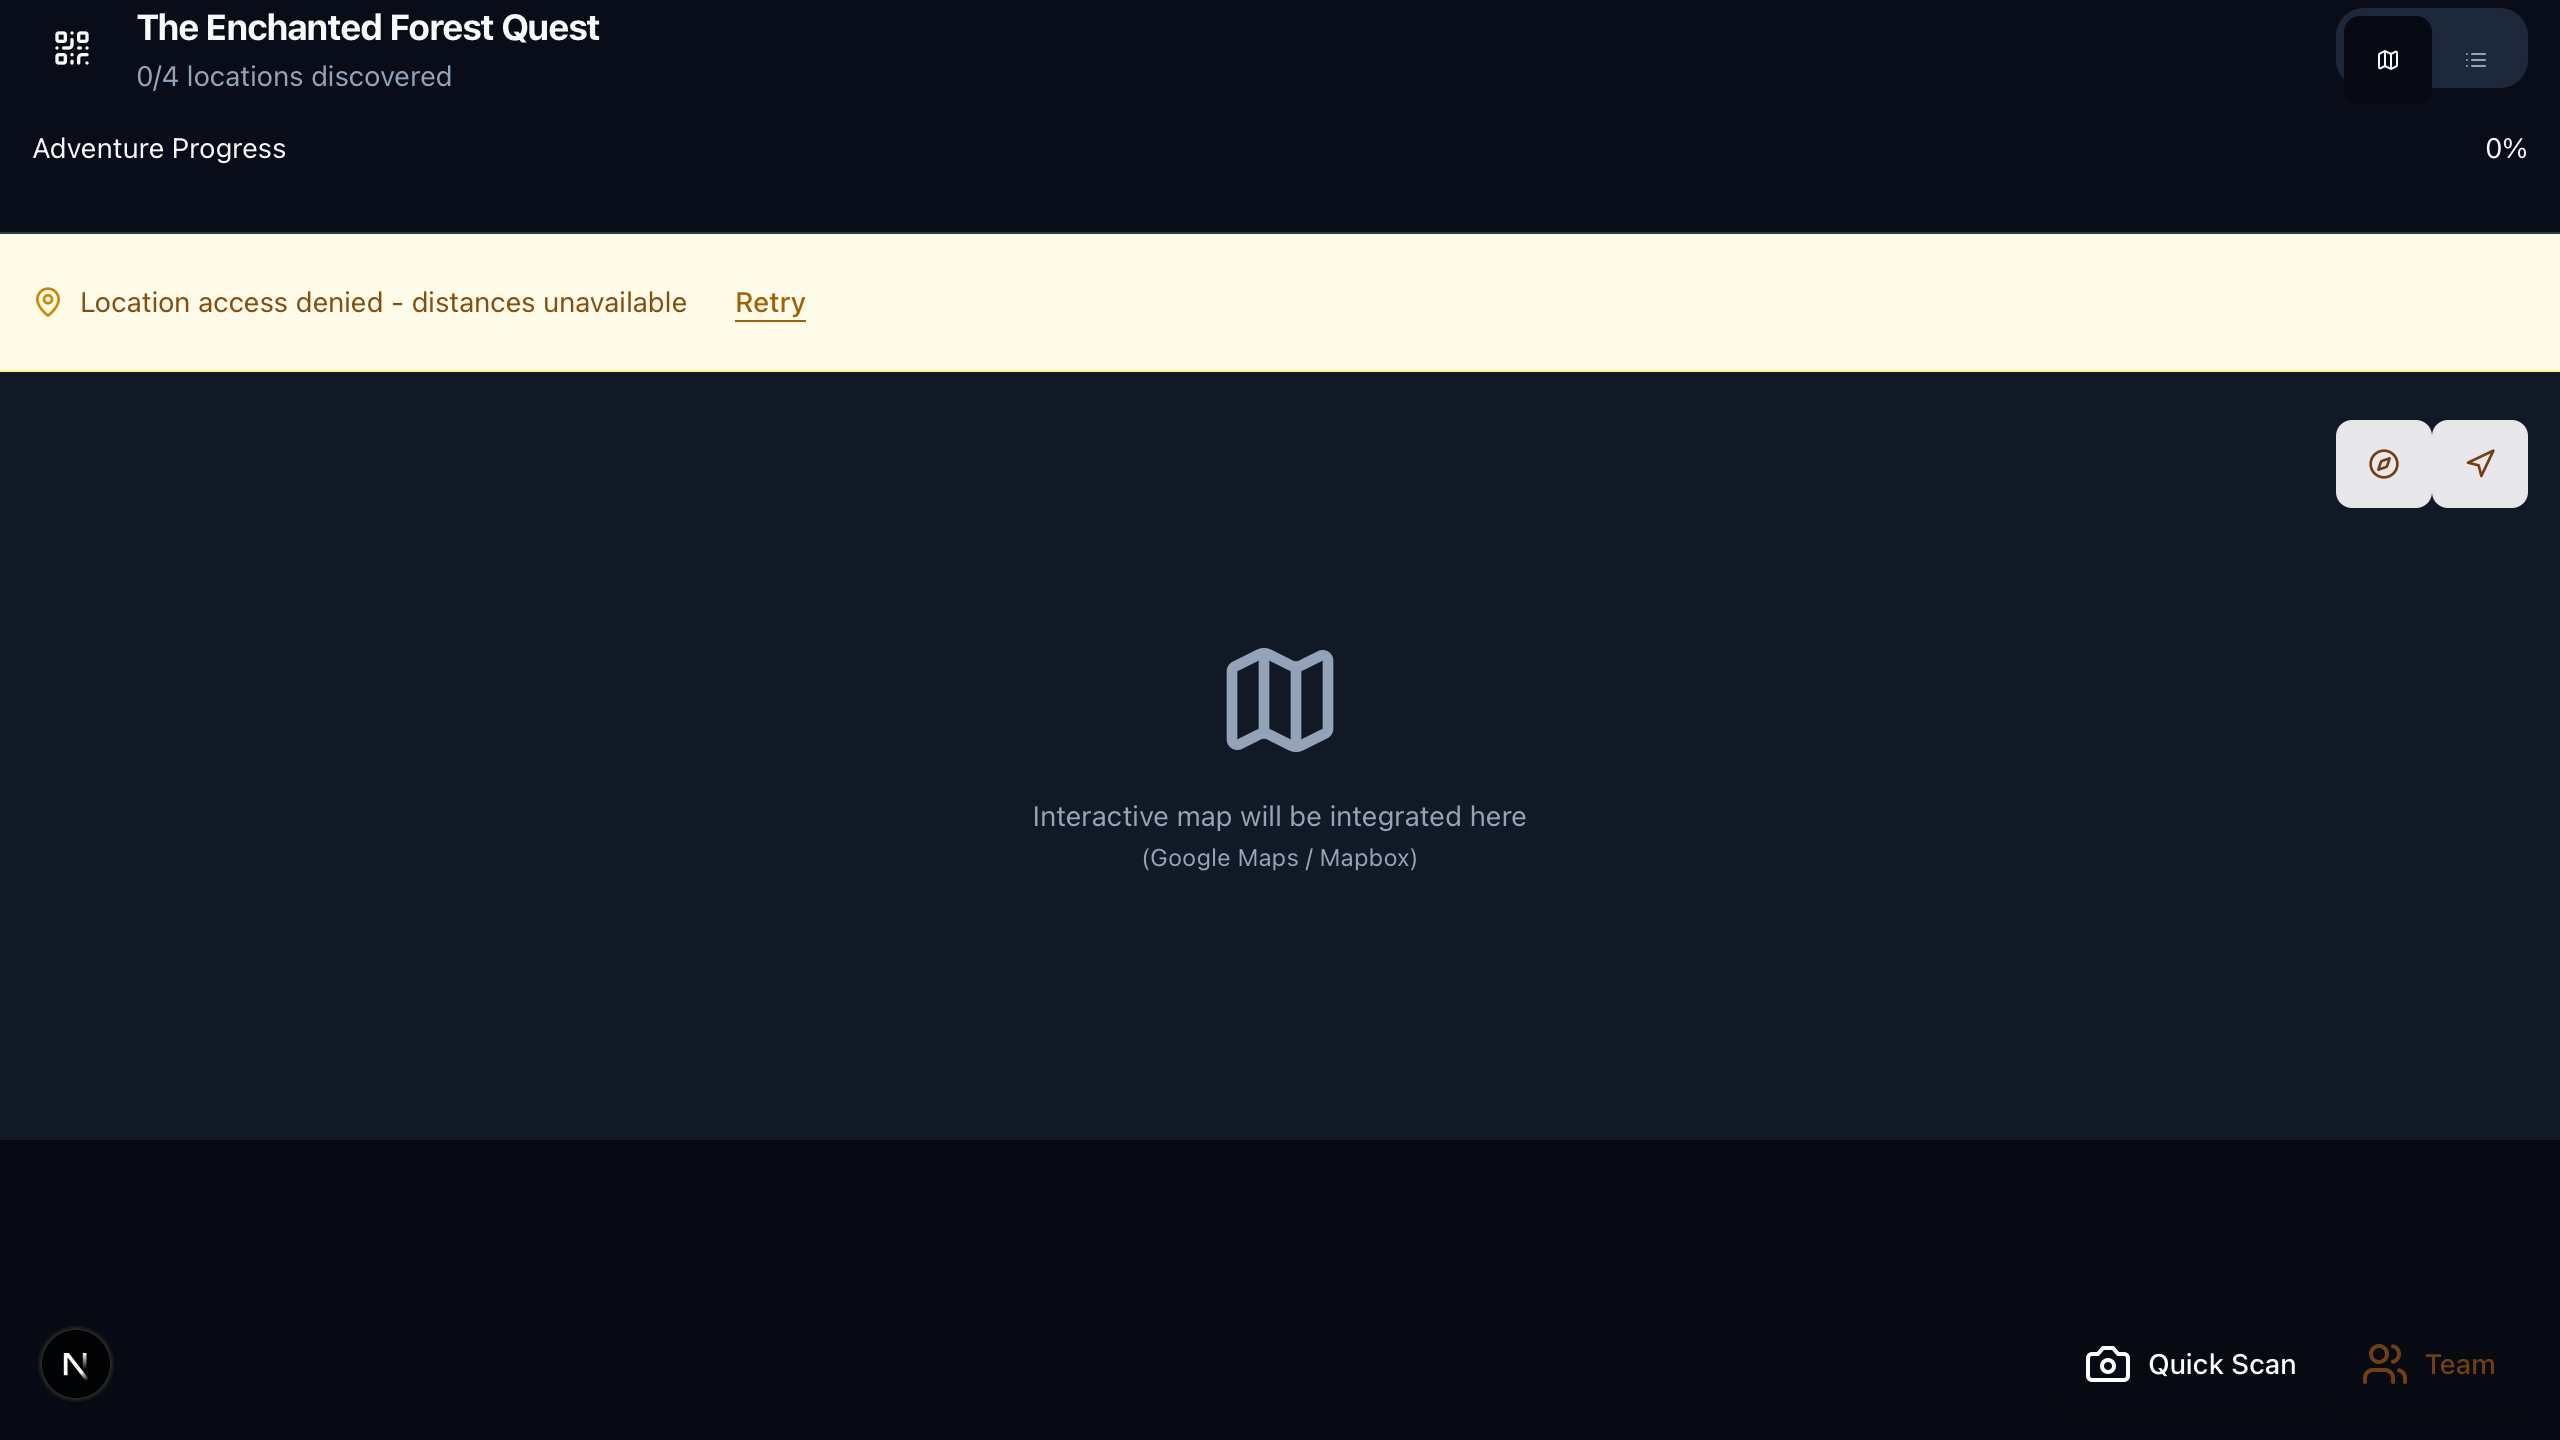 The Enchanted Forest Quest
0/4 locations discovered
Adventure Progress
0%
Location access denied - distances unavailable
Retry
Interactive map will be integrated here
(Google Maps / Mapbox)
N
Quick Scan
Team